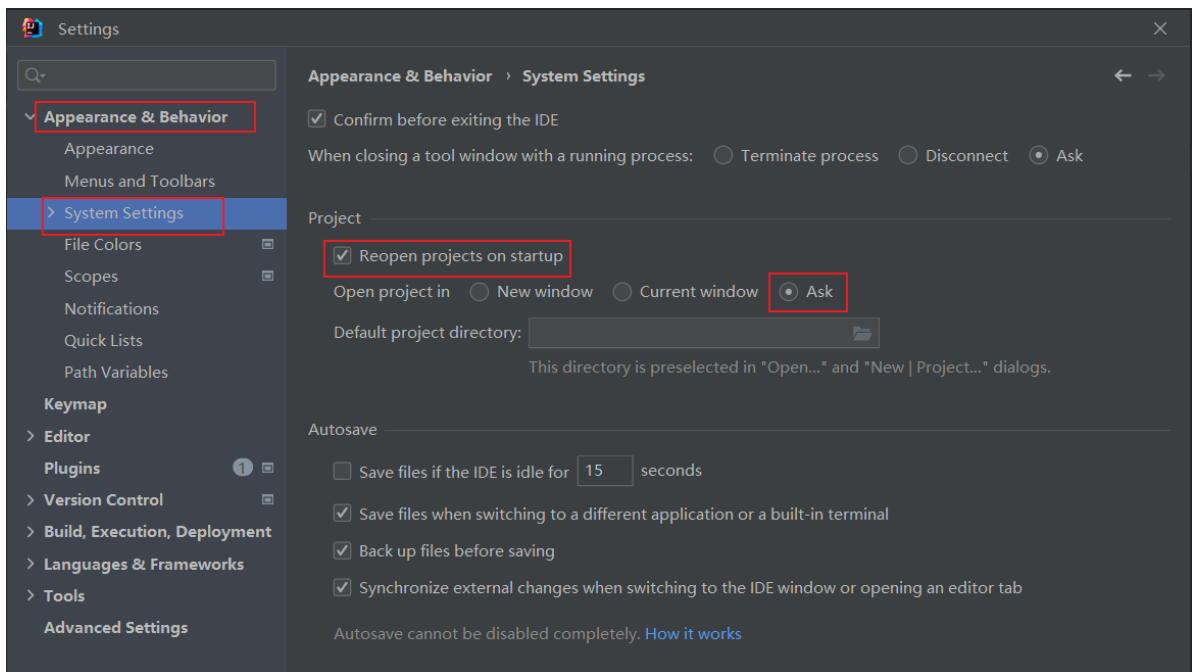 Settings
Appearance & Behavior
Appearance
Menus and Toolbars
System Settings
File Colors
Scopes
Notifications
Quick Lists
Path Variables
Keymap
Editor
Plugins 1
Version Control
Build, Execution, Deployment
Languages & Frameworks
Tools
Advanced Settings
Appearance & Behavior › System Settings
Confirm before exiting the IDE
When closing a tool window with a running process: Terminate process Disconnect Ask
Project
Reopen projects on startup
Open project in New window Current window Ask
Default project directory:
This directory is preselected in "Open..." and "New | Project..." dialogs.
Autosave
Save files if the IDE is idle for 15 seconds
Save files when switching to a different application or a built-in terminal
Back up files before saving
Synchronize external changes when switching to the IDE window or opening an editor tab
Autosave cannot be disabled completely. How it works